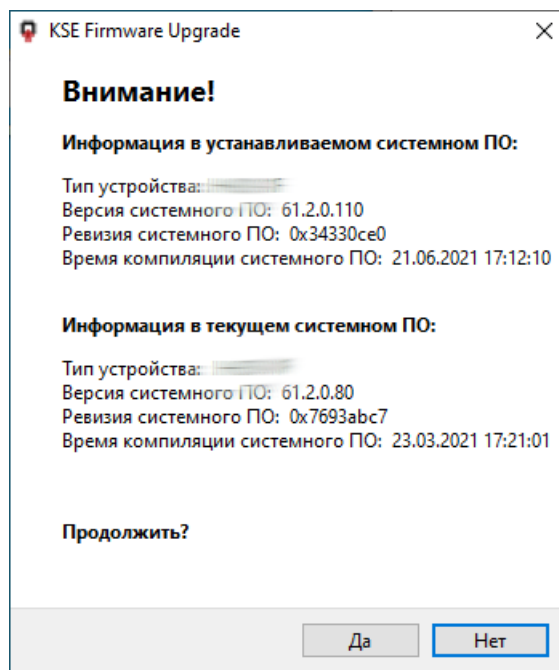 KSE Firmware Upgrade
Внимание!
Информация в устанавливаемом системном ПО:
Тип устройства:
Версия системного ПО: 61.2.0.110
Ревизия системного ПО: 0x34330ce0
Время компиляции системного ПО: 21.06.2021 17:12:10
Информация в текущем системном ПО:
Тип устройства:
Версия системного ПО: 61.2.0.80
Ревизия системного ПО: 0x7693abc7
Время компиляции системного ПО: 23.03.2021 17:21:01
Продолжить?
Да
Нет